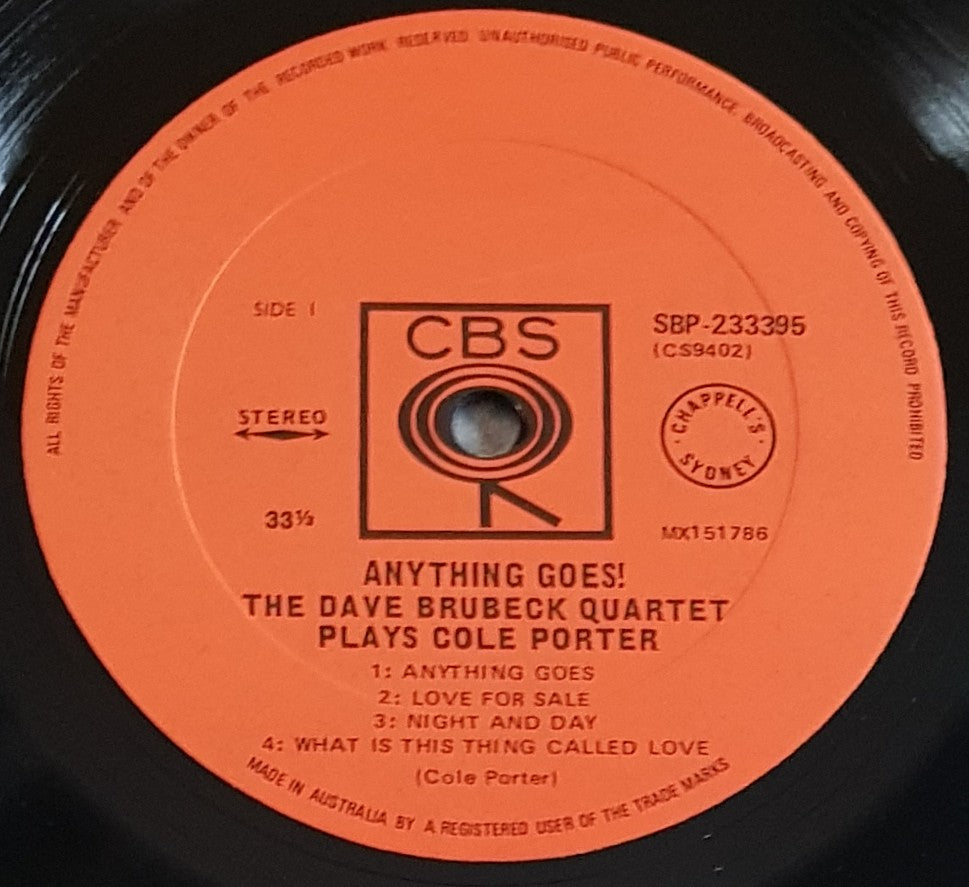 ALL RIGHTS OF THE MANUFACTURER AND OF THE OWNER OF THE RECORDED WORK RESERVED UNAUTHORISED PUBLIC PERFORMANCE, BROADCASTING AND COPYING OF THIS RECORD PROHIBITED
SIDE 1
CBS
SBP-233395
(CS9402)
STEREO
CHAPPELL'S
SYDNEY
33⅓
MX151786
ANYTHING GOES!
THE DAVE BRUBECK QUARTET
PLAYS COLE PORTER
1: ANYTHING GOES
2: LOVE FOR SALE
3: NIGHT AND DAY
4: WHAT IS THIS THING CALLED LOVE
(Cole Porter)
MADE IN AUSTRALIA BY A REGISTERED USER OF THE TRADE MARKS